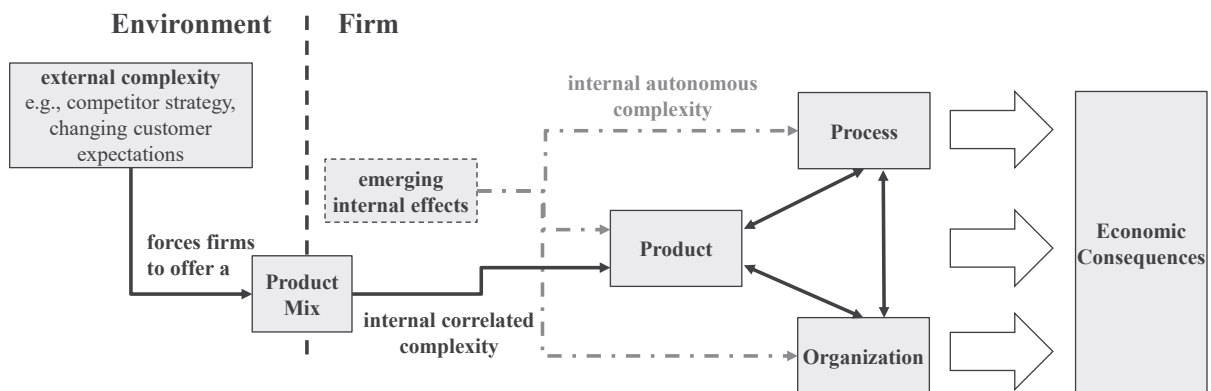 Environment
Firm
external complexity
e.g., competitor strategy,
changing customer
expectations
forces firms
to offer a
Product
Mix
emerging
internal effects
internal autonomous
complexity
internal correlated
complexity
Process
Product
Organization
Economic
Consequences